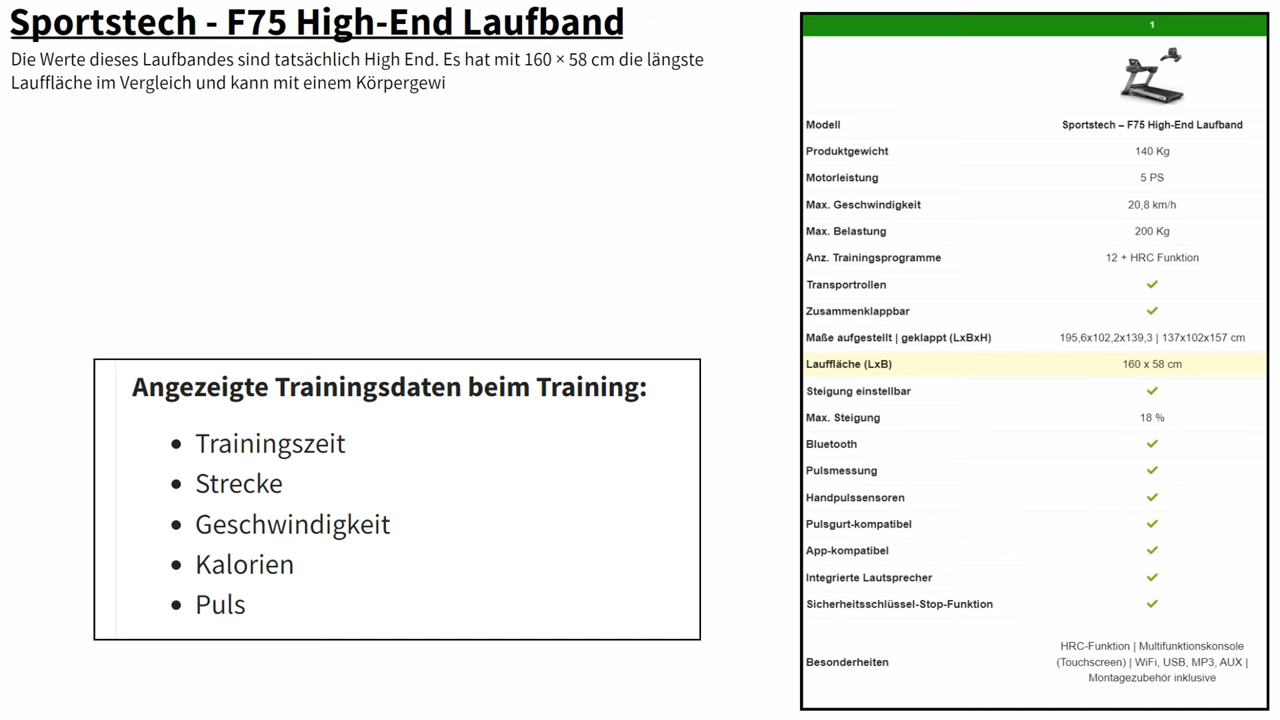 Sportstech - F75 High-End Laufband
Die Werte dieses Laufbandes sind tatsächlich High End. Es hat mit 160 × 58 cm die längste
Lauffläche im Vergleich und kann mit einem Körpergewi
Angezeigte Trainingsdaten beim Training:
• Trainingszeit
• Strecke
• Geschwindigkeit
• Kalorien
• Puls
1
Modell Sportstech – F75 High-End Laufband
Produktgewicht 140 Kg
Motorleistung 5 PS
Max. Geschwindigkeit 20,8 km/h
Max. Belastung 200 Kg
Anz. Trainingsprogramme 12 + HRC Funktion
Transportrollen ✓
Zusammenklappbar ✓
Maße aufgestellt | geklappt (LxBxH) 195,6x102,2x139,3 | 137x102x157 cm
Lauffläche (LxB) 160 x 58 cm
Steigung einstellbar ✓
Max. Steigung 18 %
Bluetooth ✓
Pulsmessung ✓
Handpulssensoren ✓
Pulsgurt-kompatibel ✓
App-kompatibel ✓
Integrierte Lautsprecher ✓
Sicherheitsschlüssel-Stop-Funktion ✓
Besonderheiten
HRC-Funktion | Multifunktionskonsole
(Touchscreen) | WiFi, USB, MP3, AUX |
Montagezubehör inklusive